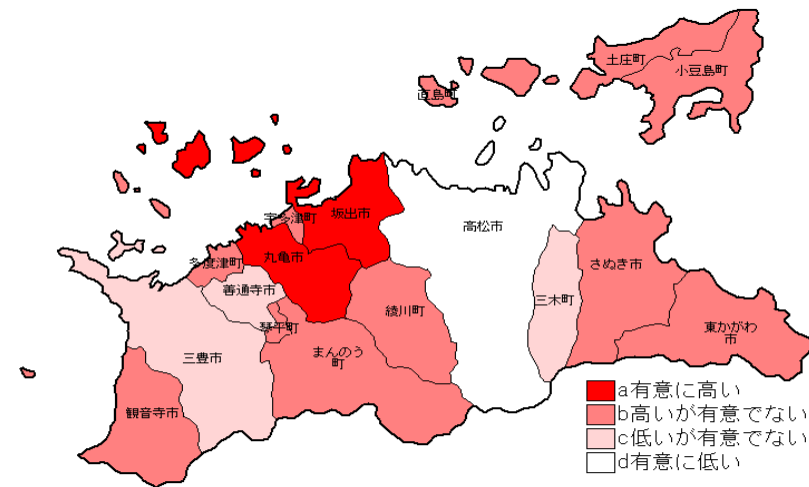 土庄町
小豆島町
直島町
宇多津町
坂出市
高松市
丸亀市
多度津町
さぬき市
善通寺市
三木町
綾川町
琴平町
東かがわ
市
三豊市
まんのう
町
観音寺市
a有意に高い
b高いが有意でない
c低いが有意でない
d有意に低い